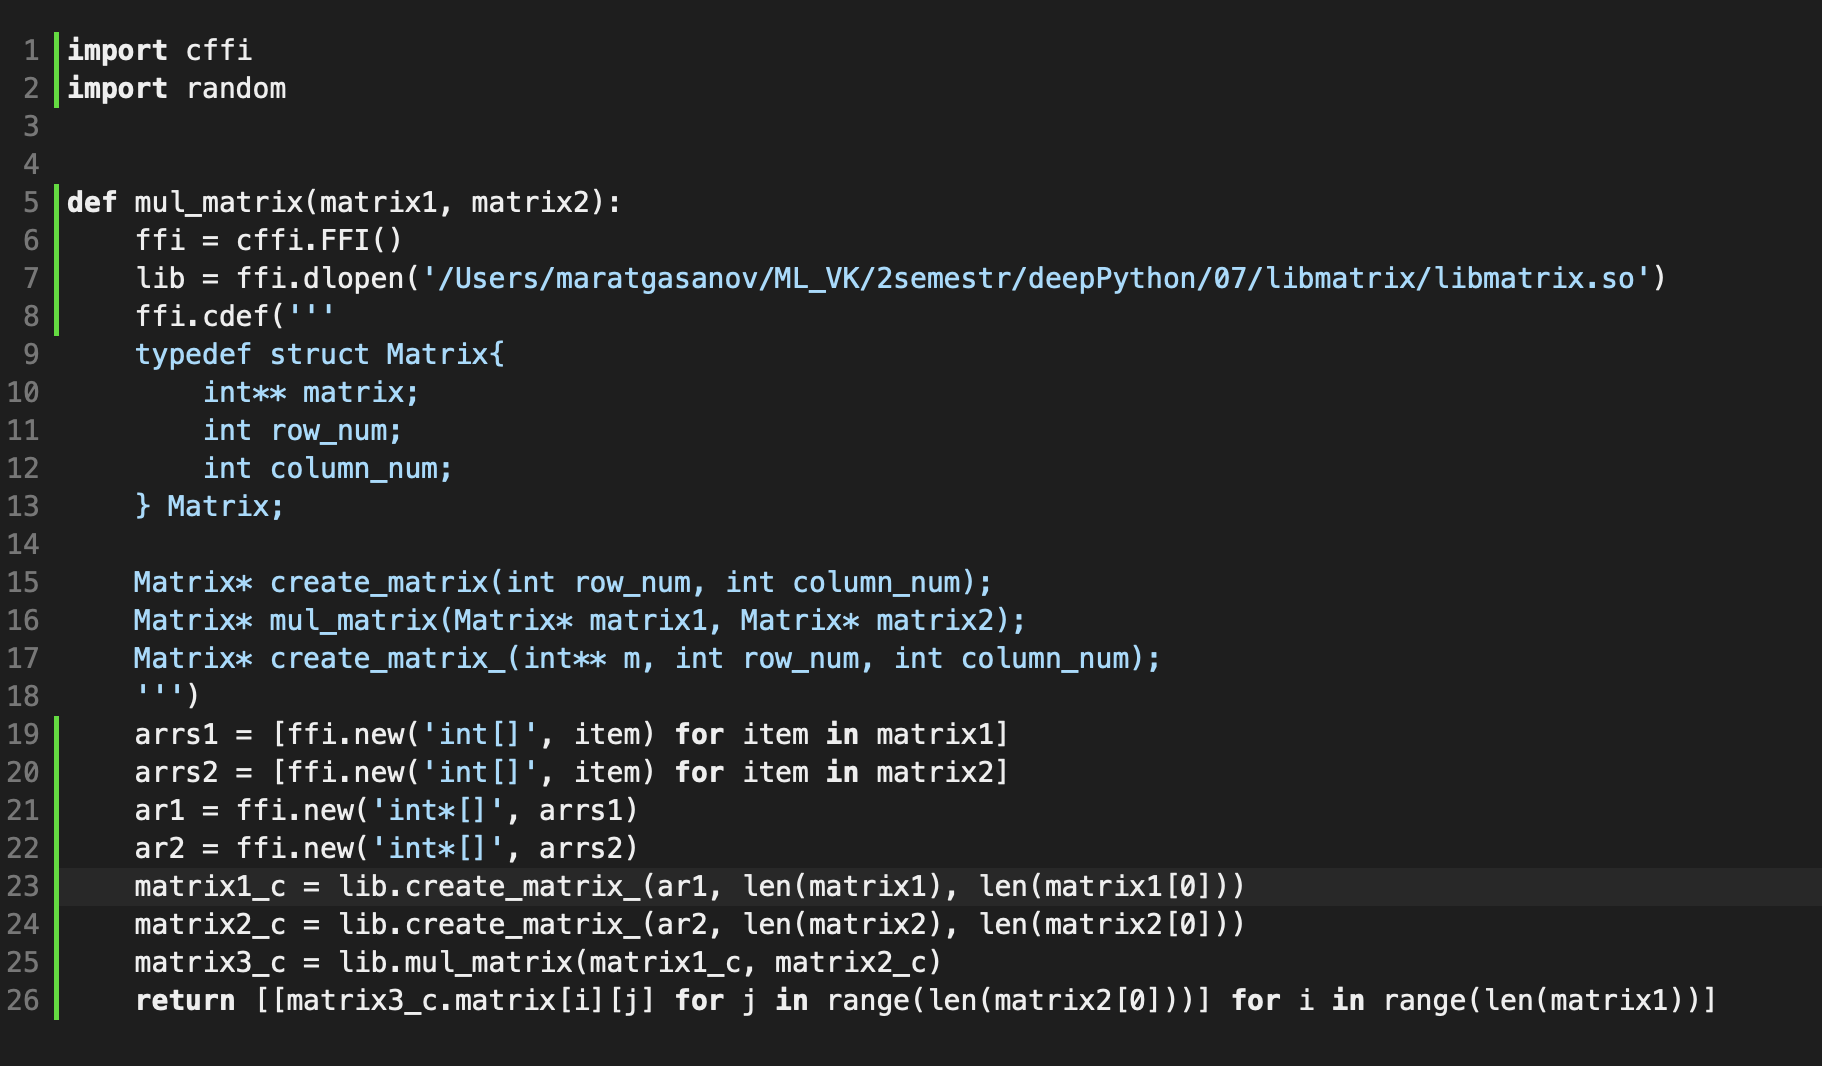 1 import cffi
2 import random
3
4
5 def mul_matrix(matrix1, matrix2):
6     ffi = cffi.FFI()
7     lib = ffi.dlopen('/Users/maratgasanov/ML_VK/2semestr/deepPython/07/libmatrix/libmatrix.so')
8     ffi.cdef('''
9     typedef struct Matrix{
10         int** matrix;
11         int row_num;
12         int column_num;
13     } Matrix;
14
15     Matrix* create_matrix(int row_num, int column_num);
16     Matrix* mul_matrix(Matrix* matrix1, Matrix* matrix2);
17     Matrix* create_matrix_(int** m, int row_num, int column_num);
18     ''')
19     arrs1 = [ffi.new('int[]', item) for item in matrix1]
20     arrs2 = [ffi.new('int[]', item) for item in matrix2]
21     ar1 = ffi.new('int*[]', arrs1)
22     ar2 = ffi.new('int*[]', arrs2)
23     matrix1_c = lib.create_matrix_(ar1, len(matrix1), len(matrix1[0]))
24     matrix2_c = lib.create_matrix_(ar2, len(matrix2), len(matrix2[0]))
25     matrix3_c = lib.mul_matrix(matrix1_c, matrix2_c)
26     return [[matrix3_c.matrix[i][j] for j in range(len(matrix2[0]))] for i in range(len(matrix1))]